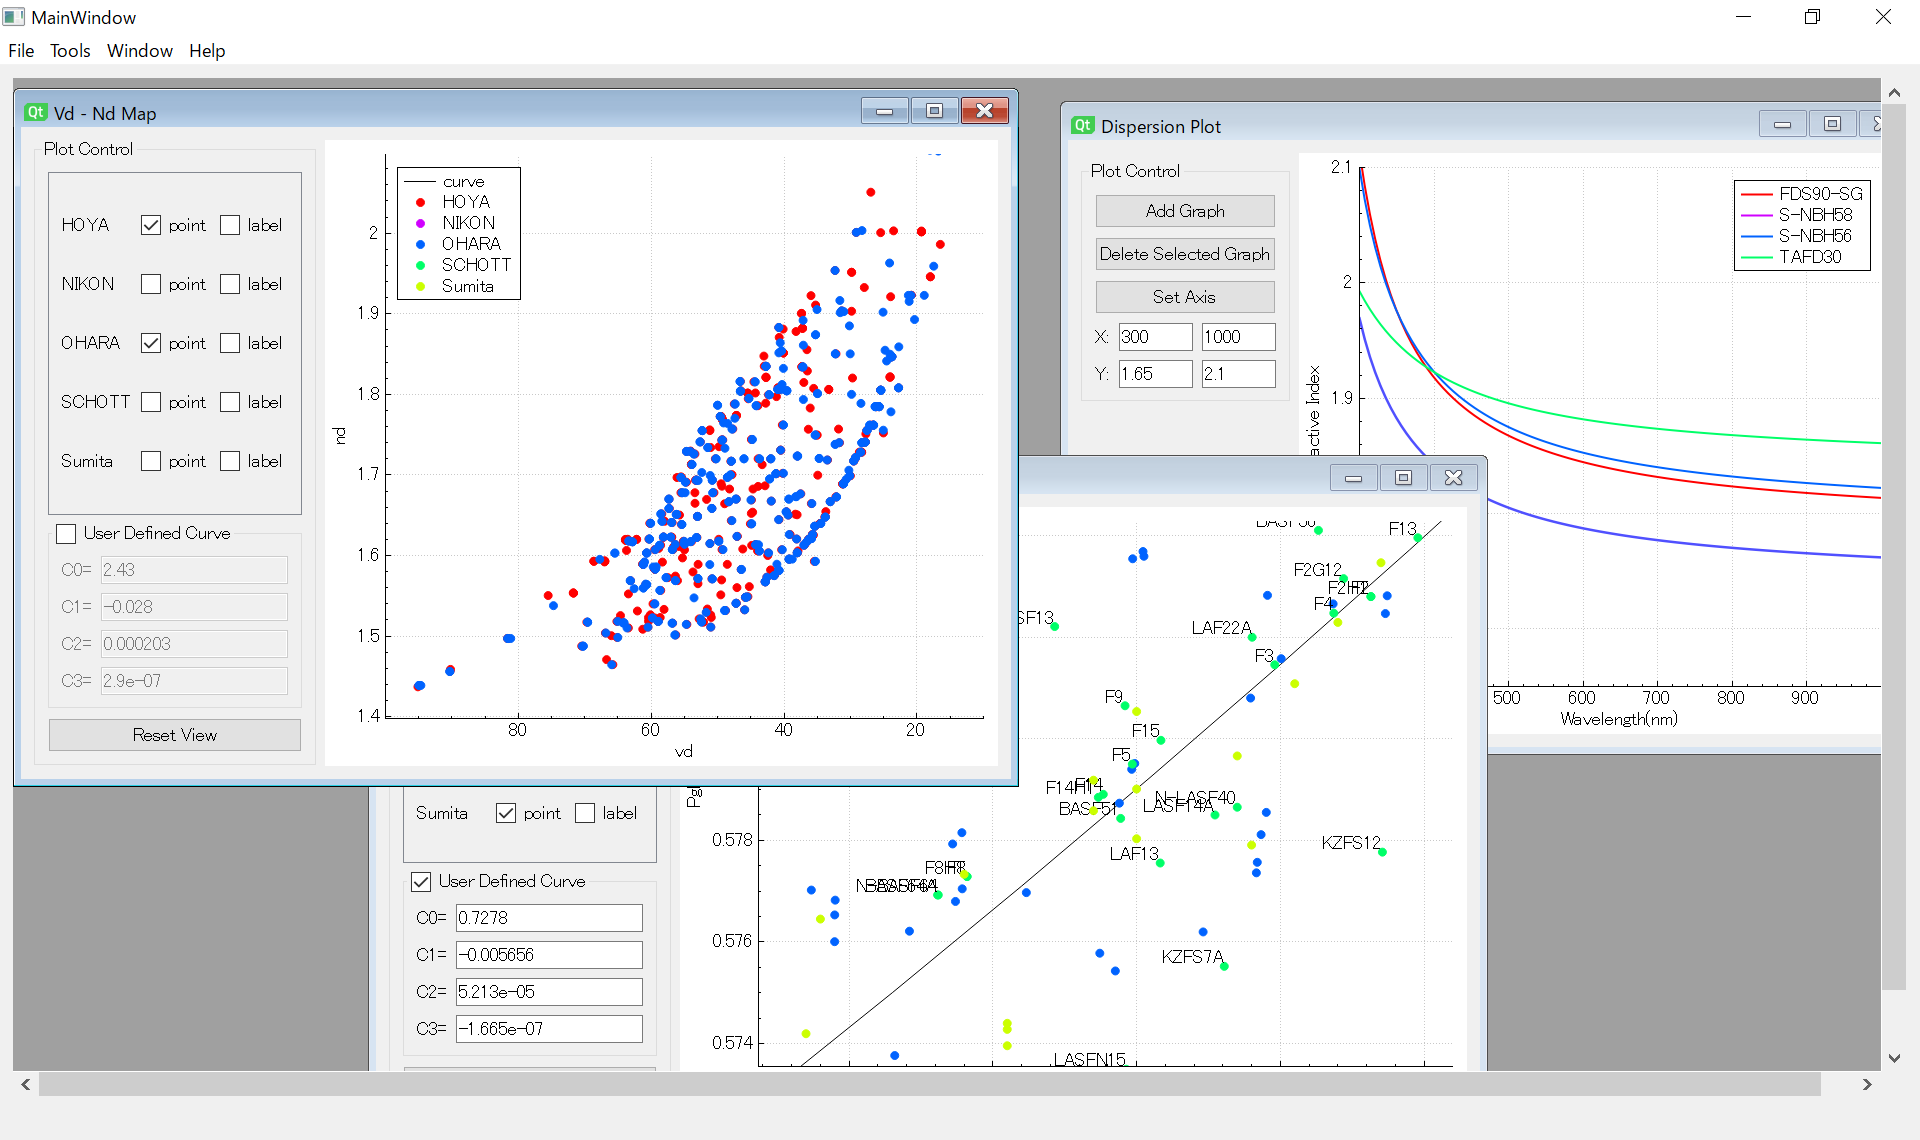 MainWindow
File Tools Window Help
Qt Vd - Nd Map
Plot Control
HOYA point label
NIKON point label
OHARA point label
SCHOTT point label
Sumita point label
User Defined Curve
C0= 2.43
C1= -0.028
C2= 0.000203
C3= 2.9e-07
Reset View
curve
HOYA
NIKON
OHARA
SCHOTT
Sumita
2
1.9
1.8
1.7
1.6
1.5
1.4
nd
80 60 40 20
vd
Qt Dispersion Plot
Plot Control
Add Graph
Delete Selected Graph
Set Axis
X: 300 1000
Y: 1.65 2.1
2.1
2
1.9
active Index
FDS90-SG
S-NBH58
S-NBH56
TAFD30
500 600 700 800 900
Wavelength(nm)
Sumita point label
User Defined Curve
C0= 0.7278
C1= -0.005656
C2= 5.213e-05
C3= -1.665e-07
0.578
0.576
0.574
F13
F2G12
F4
SF13
LAF22A
F3
F9
F15
F5
F14
BASF51
N-LASF40
LASF14A
LAF13
KZFS12
KZFS7A
LASFN15